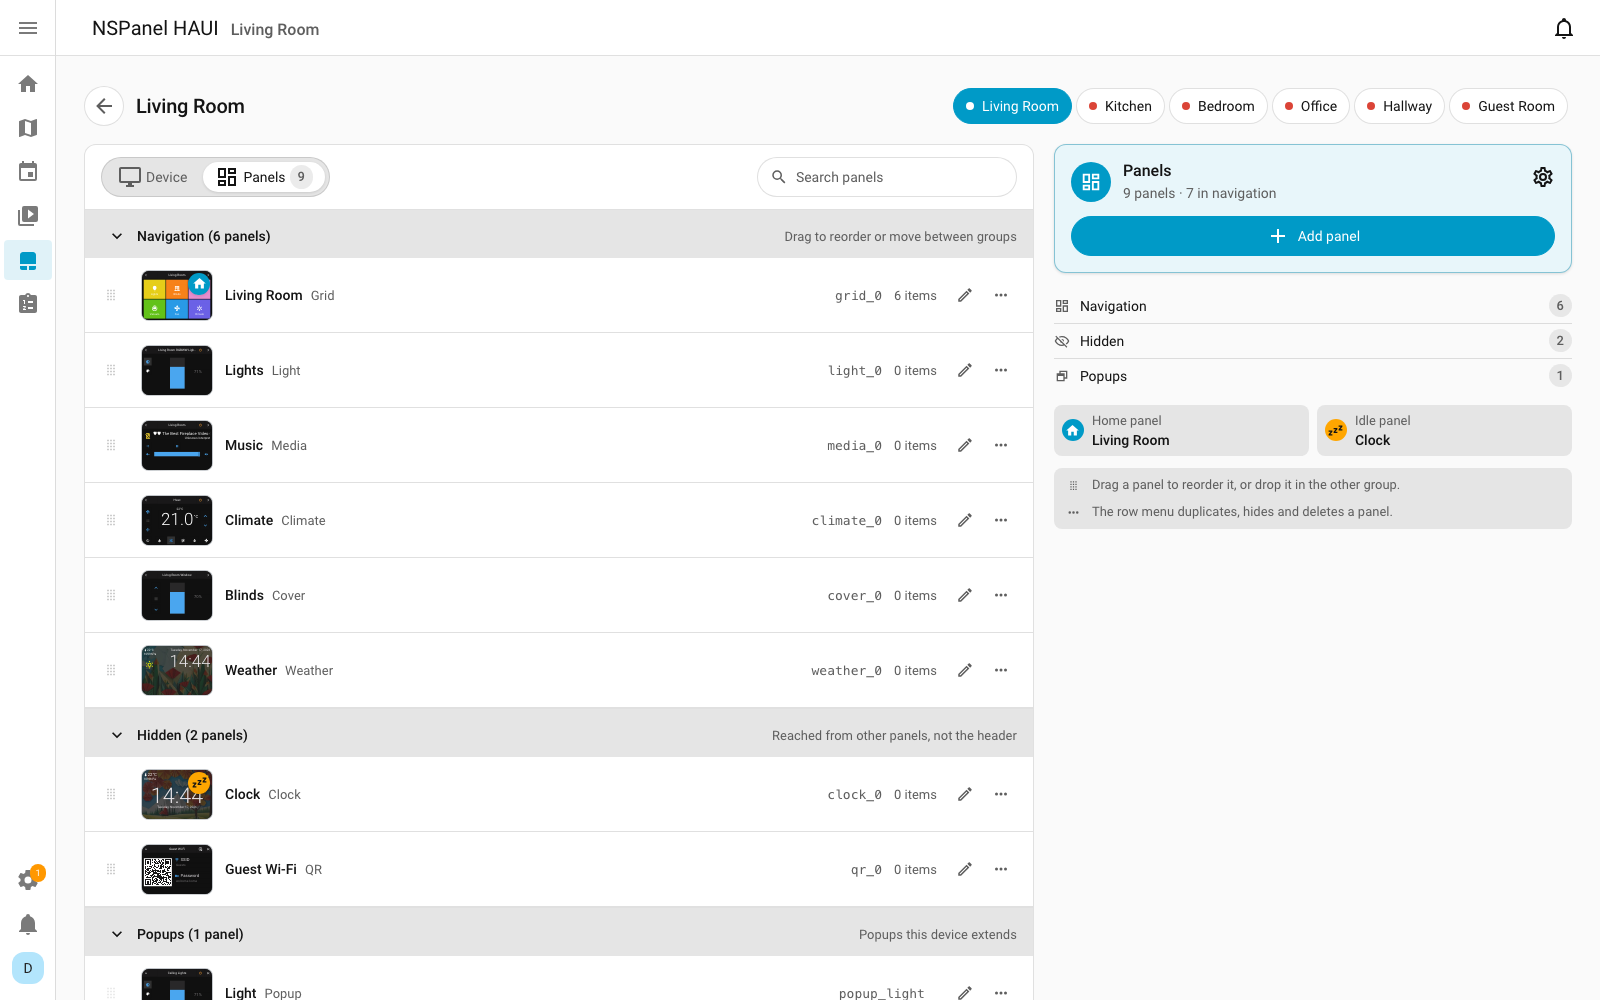 NSPanel HAUI Living Room
Living Room
Living Room Kitchen Bedroom Office Hallway Guest Room
Device Panels 9
Search panels
Navigation (6 panels) Drag to reorder or move between groups
Living Room Grid grid_0 6 items
Lights Light light_0 0 items
Music Media media_0 0 items
Climate Climate climate_0 0 items
21.0
Blinds Cover cover_0 0 items
Weather Weather weather_0 0 items
14:44
Hidden (2 panels) Reached from other panels, not the header
Clock Clock clock_0 0 items
14:44
zzz
Guest Wi-Fi QR qr_0 0 items
Popups (1 panel) Popups this device extends
Light Popup popup_light
Panels
9 panels · 7 in navigation
Add panel
Navigation 6
Hidden 2
Popups 1
Home panel
Living Room
zzz
Idle panel
Clock
Drag a panel to reorder it, or drop it in the other group.
The row menu duplicates, hides and deletes a panel.
1
D